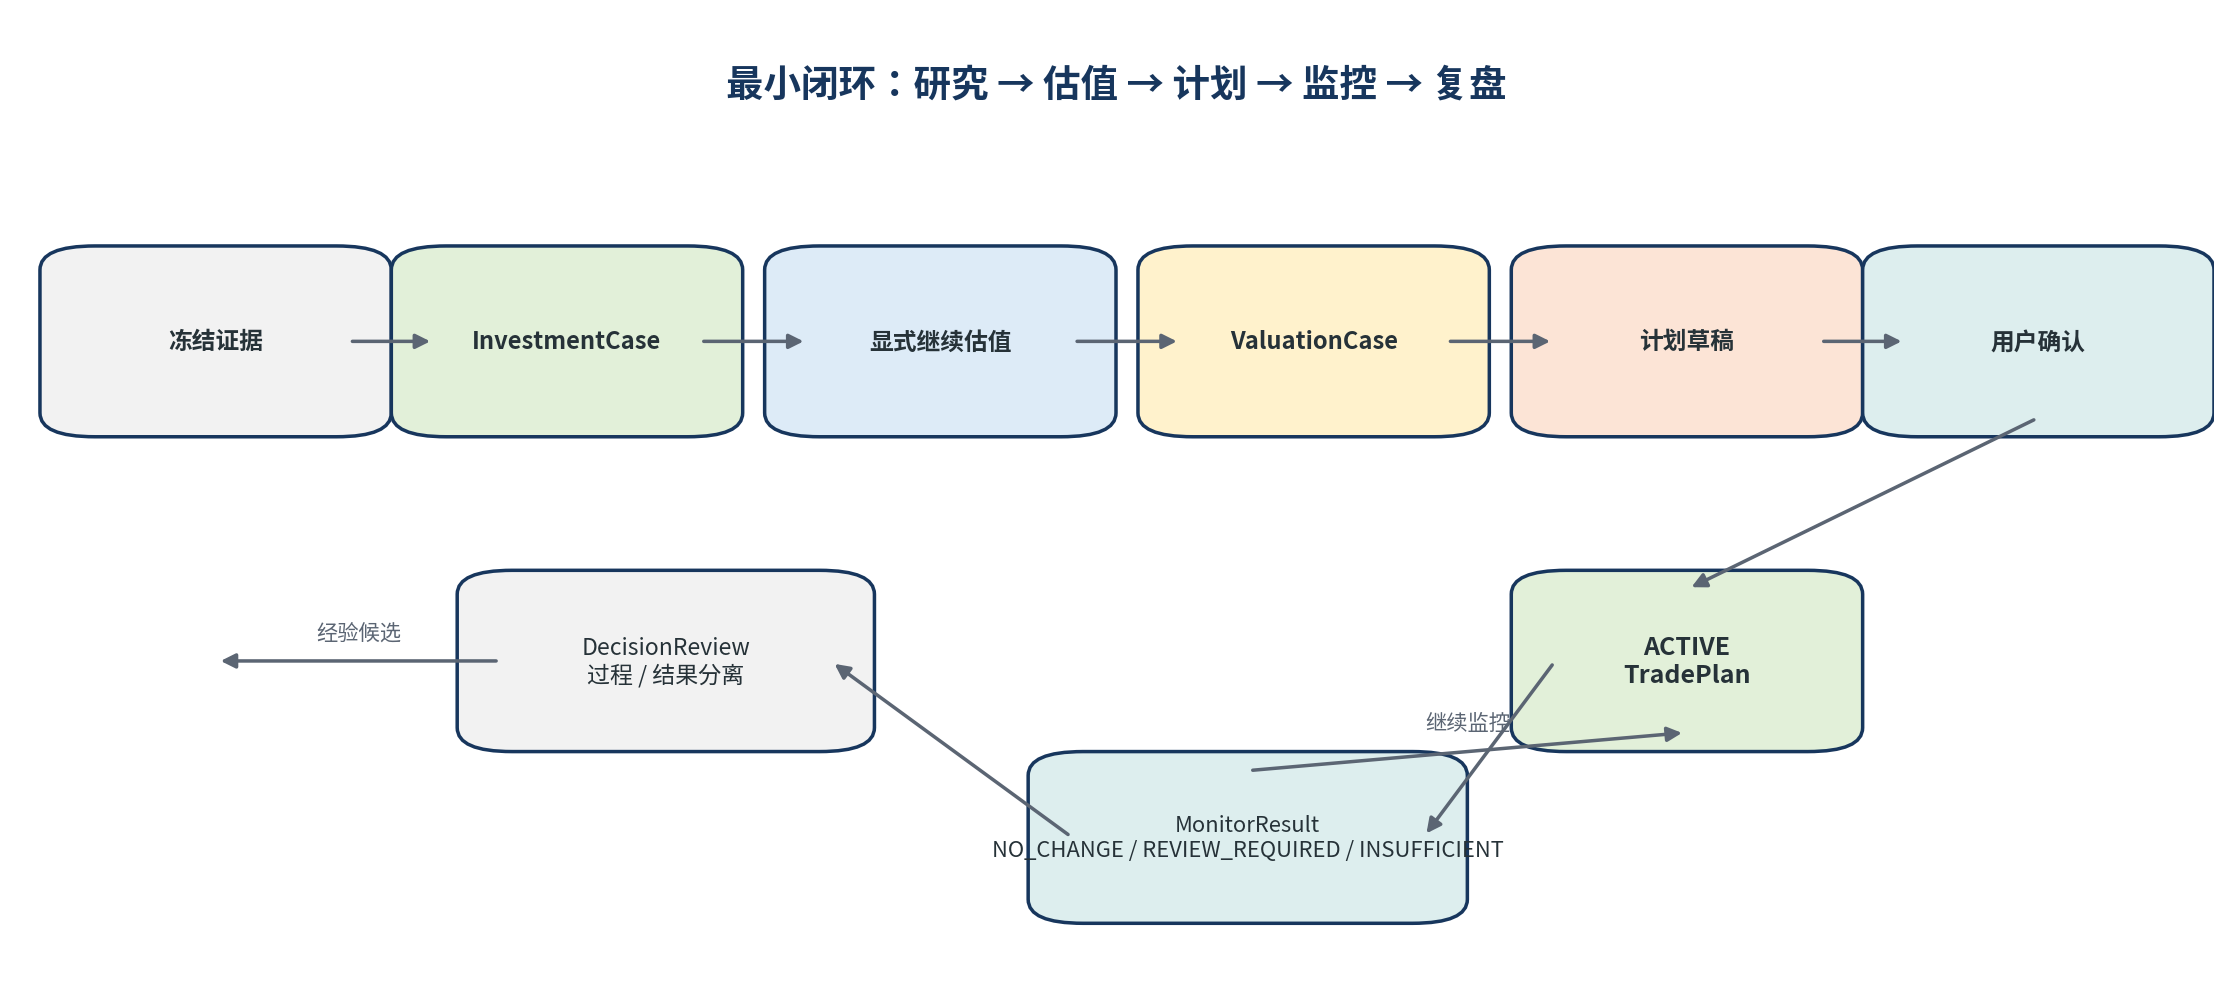 最小闭环：研究 → 估值 → 计划 → 监控 → 复盘
冻结证据
InvestmentCase
显式继续估值
ValuationCase
计划草稿
用户确认
经验候选
DecisionReview
过程 / 结果分离
ACTIVE
TradePlan
继续监控
MonitorResult
NO_CHANGE / REVIEW_REQUIRED / INSUFFICIENT